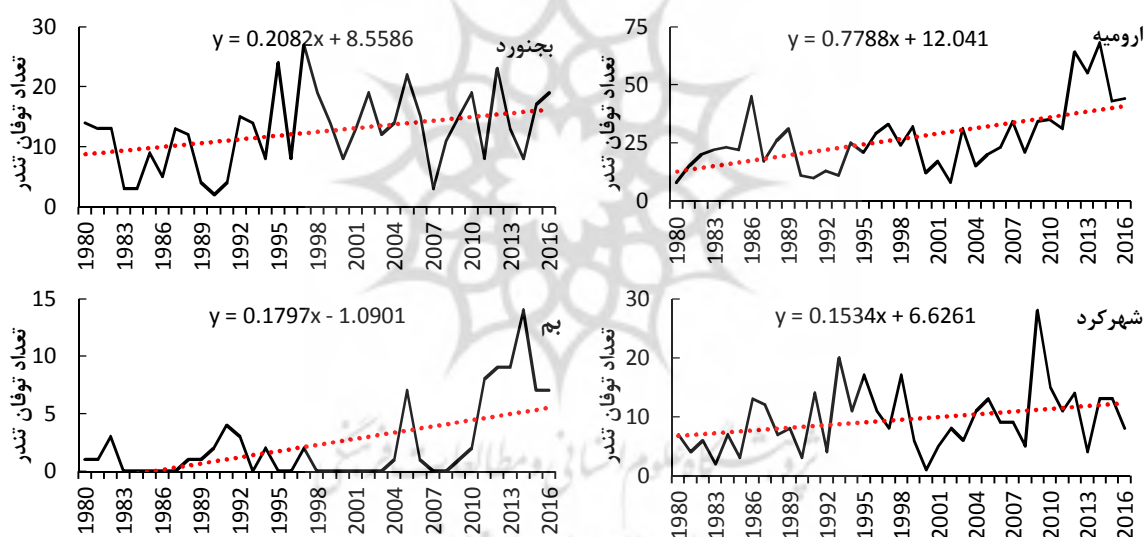 بجنورد
y = 0.2082x + 8.5586
تعداد توفان تندر
30
20
10
0
1980 1983 1986 1989 1992 1995 1998 2001 2004 2007 2010 2013 2016
ارومیه
y = 0.7788x + 12.041
تعداد توفان تندر
75
50
25
0
1980 1983 1986 1989 1992 1995 1998 2001 2004 2007 2010 2013 2016
y = 0.1797x - 1.0901
تعداد توفان تندر
15
10
5
0
1980 1983 1986 1989 1992 1995 1998 2001 2004 2007 2010 2013 2016
شهرکرد
y = 0.1534x + 6.6261
تعداد توفان تندر
30
20
10
0
1980 1983 1986 1989 1992 1995 1998 2001 2004 2007 2010 2013 2016
پژوهشگاه علوم انسانی و مطالعات فرهنگی